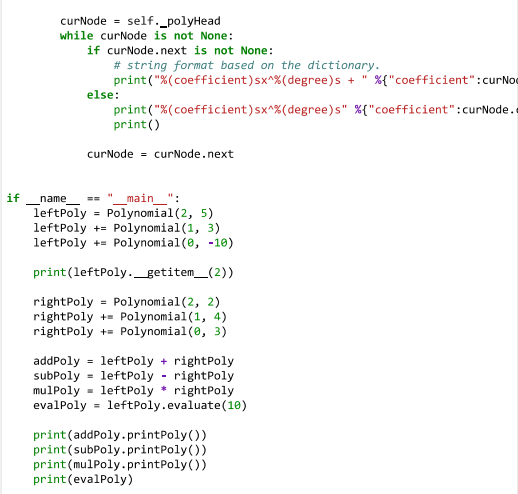 curNode = self._polyHead
while curNode is not None:
if curNode.next is not None:
# string format based on the dictionary.
print("%(coefficient)sx^%(degree)s + " %{"coefficient":curNo
else:
print("%(coefficient)sx^%(degree)s" %{"coefficient":curNode.
print()
curNode = curNode.next
if __name__ == "__main__":
leftPoly = Polynomial(2, 5)
leftPoly += Polynomial(1, 3)
leftPoly += Polynomial(0, -10)
print(leftPoly.__getitem__(2))
rightPoly = Polynomial(2, 2)
rightPoly += Polynomial(1, 4)
rightPoly += Polynomial(0, 3)
addPoly = leftPoly + rightPoly
subPoly = leftPoly - rightPoly
mulPoly = leftPoly * rightPoly
evalPoly = leftPoly.evaluate(10)
print(addPoly.printPoly())
print(subPoly.printPoly())
print(mulPoly.printPoly())
print(evalPoly)